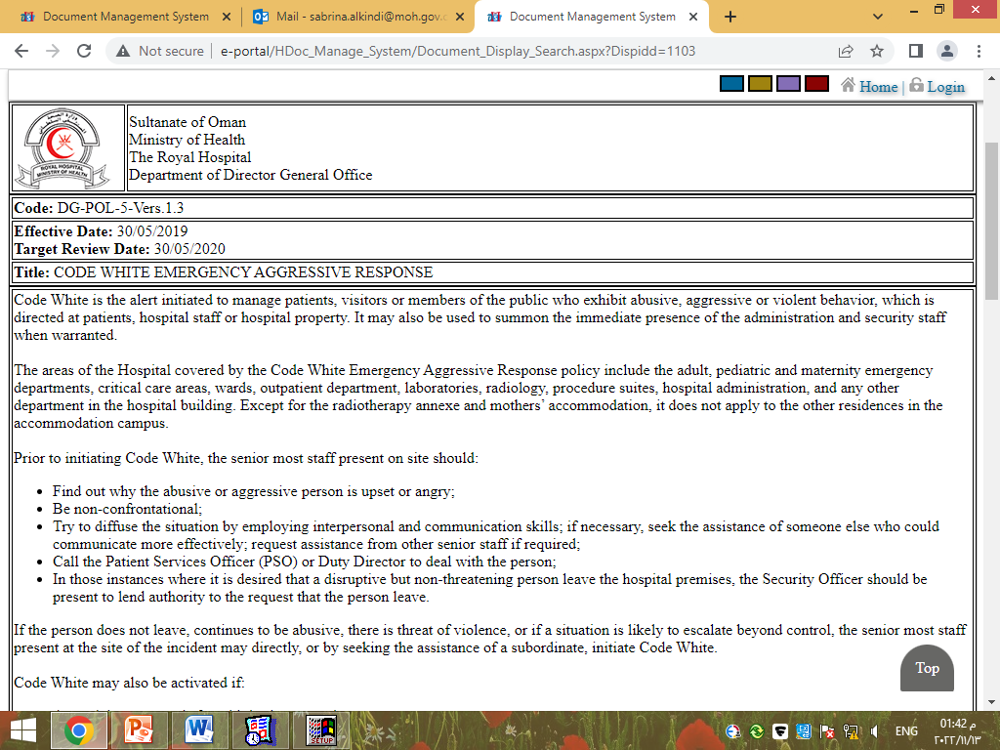 Document Management System
Mail - sabrina.alkindi@moh.gov.
Document Management System
Not secure
e-portal/HDoc_Manage_System/Document_Display_Search.aspx?Dispidd=1103
Home | Login
ROYAL HOSPITAL
MINISTRY OF HEALTH
Sultanate of Oman
Ministry of Health
The Royal Hospital
Department of Director General Office
Code: DG-POL-5-Vers.1.3
Effective Date: 30/05/2019
Target Review Date: 30/05/2020
Title: CODE WHITE EMERGENCY AGGRESSIVE RESPONSE
Code White is the alert initiated to manage patients, visitors or members of the public who exhibit abusive, aggressive or violent behavior, which is
directed at patients, hospital staff or hospital property. It may also be used to summon the immediate presence of the administration and security staff
when warranted.
The areas of the Hospital covered by the Code White Emergency Aggressive Response policy include the adult, pediatric and maternity emergency
departments, critical care areas, wards, outpatient department, laboratories, radiology, procedure suites, hospital administration, and any other
department in the hospital building. Except for the radiotherapy annexe and mothers’ accommodation, it does not apply to the other residences in the
accommodation campus.
Prior to initiating Code White, the senior most staff present on site should:
• Find out why the abusive or aggressive person is upset or angry;
• Be non-confrontational;
• Try to diffuse the situation by employing interpersonal and communication skills; if necessary, seek the assistance of someone else who could
communicate more effectively; request assistance from other senior staff if required;
• Call the Patient Services Officer (PSO) or Duty Director to deal with the person;
• In those instances where it is desired that a disruptive but non-threatening person leave the hospital premises, the Security Officer should be
present to lend authority to the request that the person leave.
If the person does not leave, continues to be abusive, there is threat of violence, or if a situation is likely to escalate beyond control, the senior most staff
present at the site of the incident may directly, or by seeking the assistance of a subordinate, initiate Code White.
Top
Code White may also be activated if:
SETUP
ENG
01:42 م
٢٠٢٢/١١/١٣